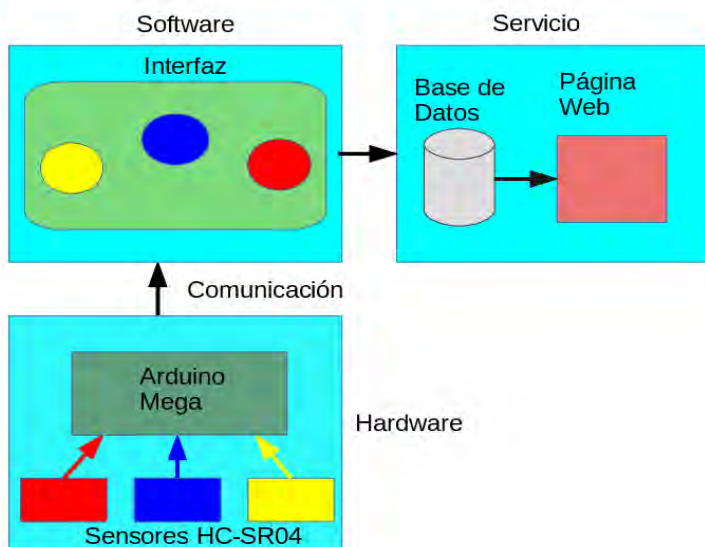 Software
Servicio
Interfaz
Base de
Datos
Página
Web
Comunicación
Arduino
Mega
Hardware
Sensores HC-SR04